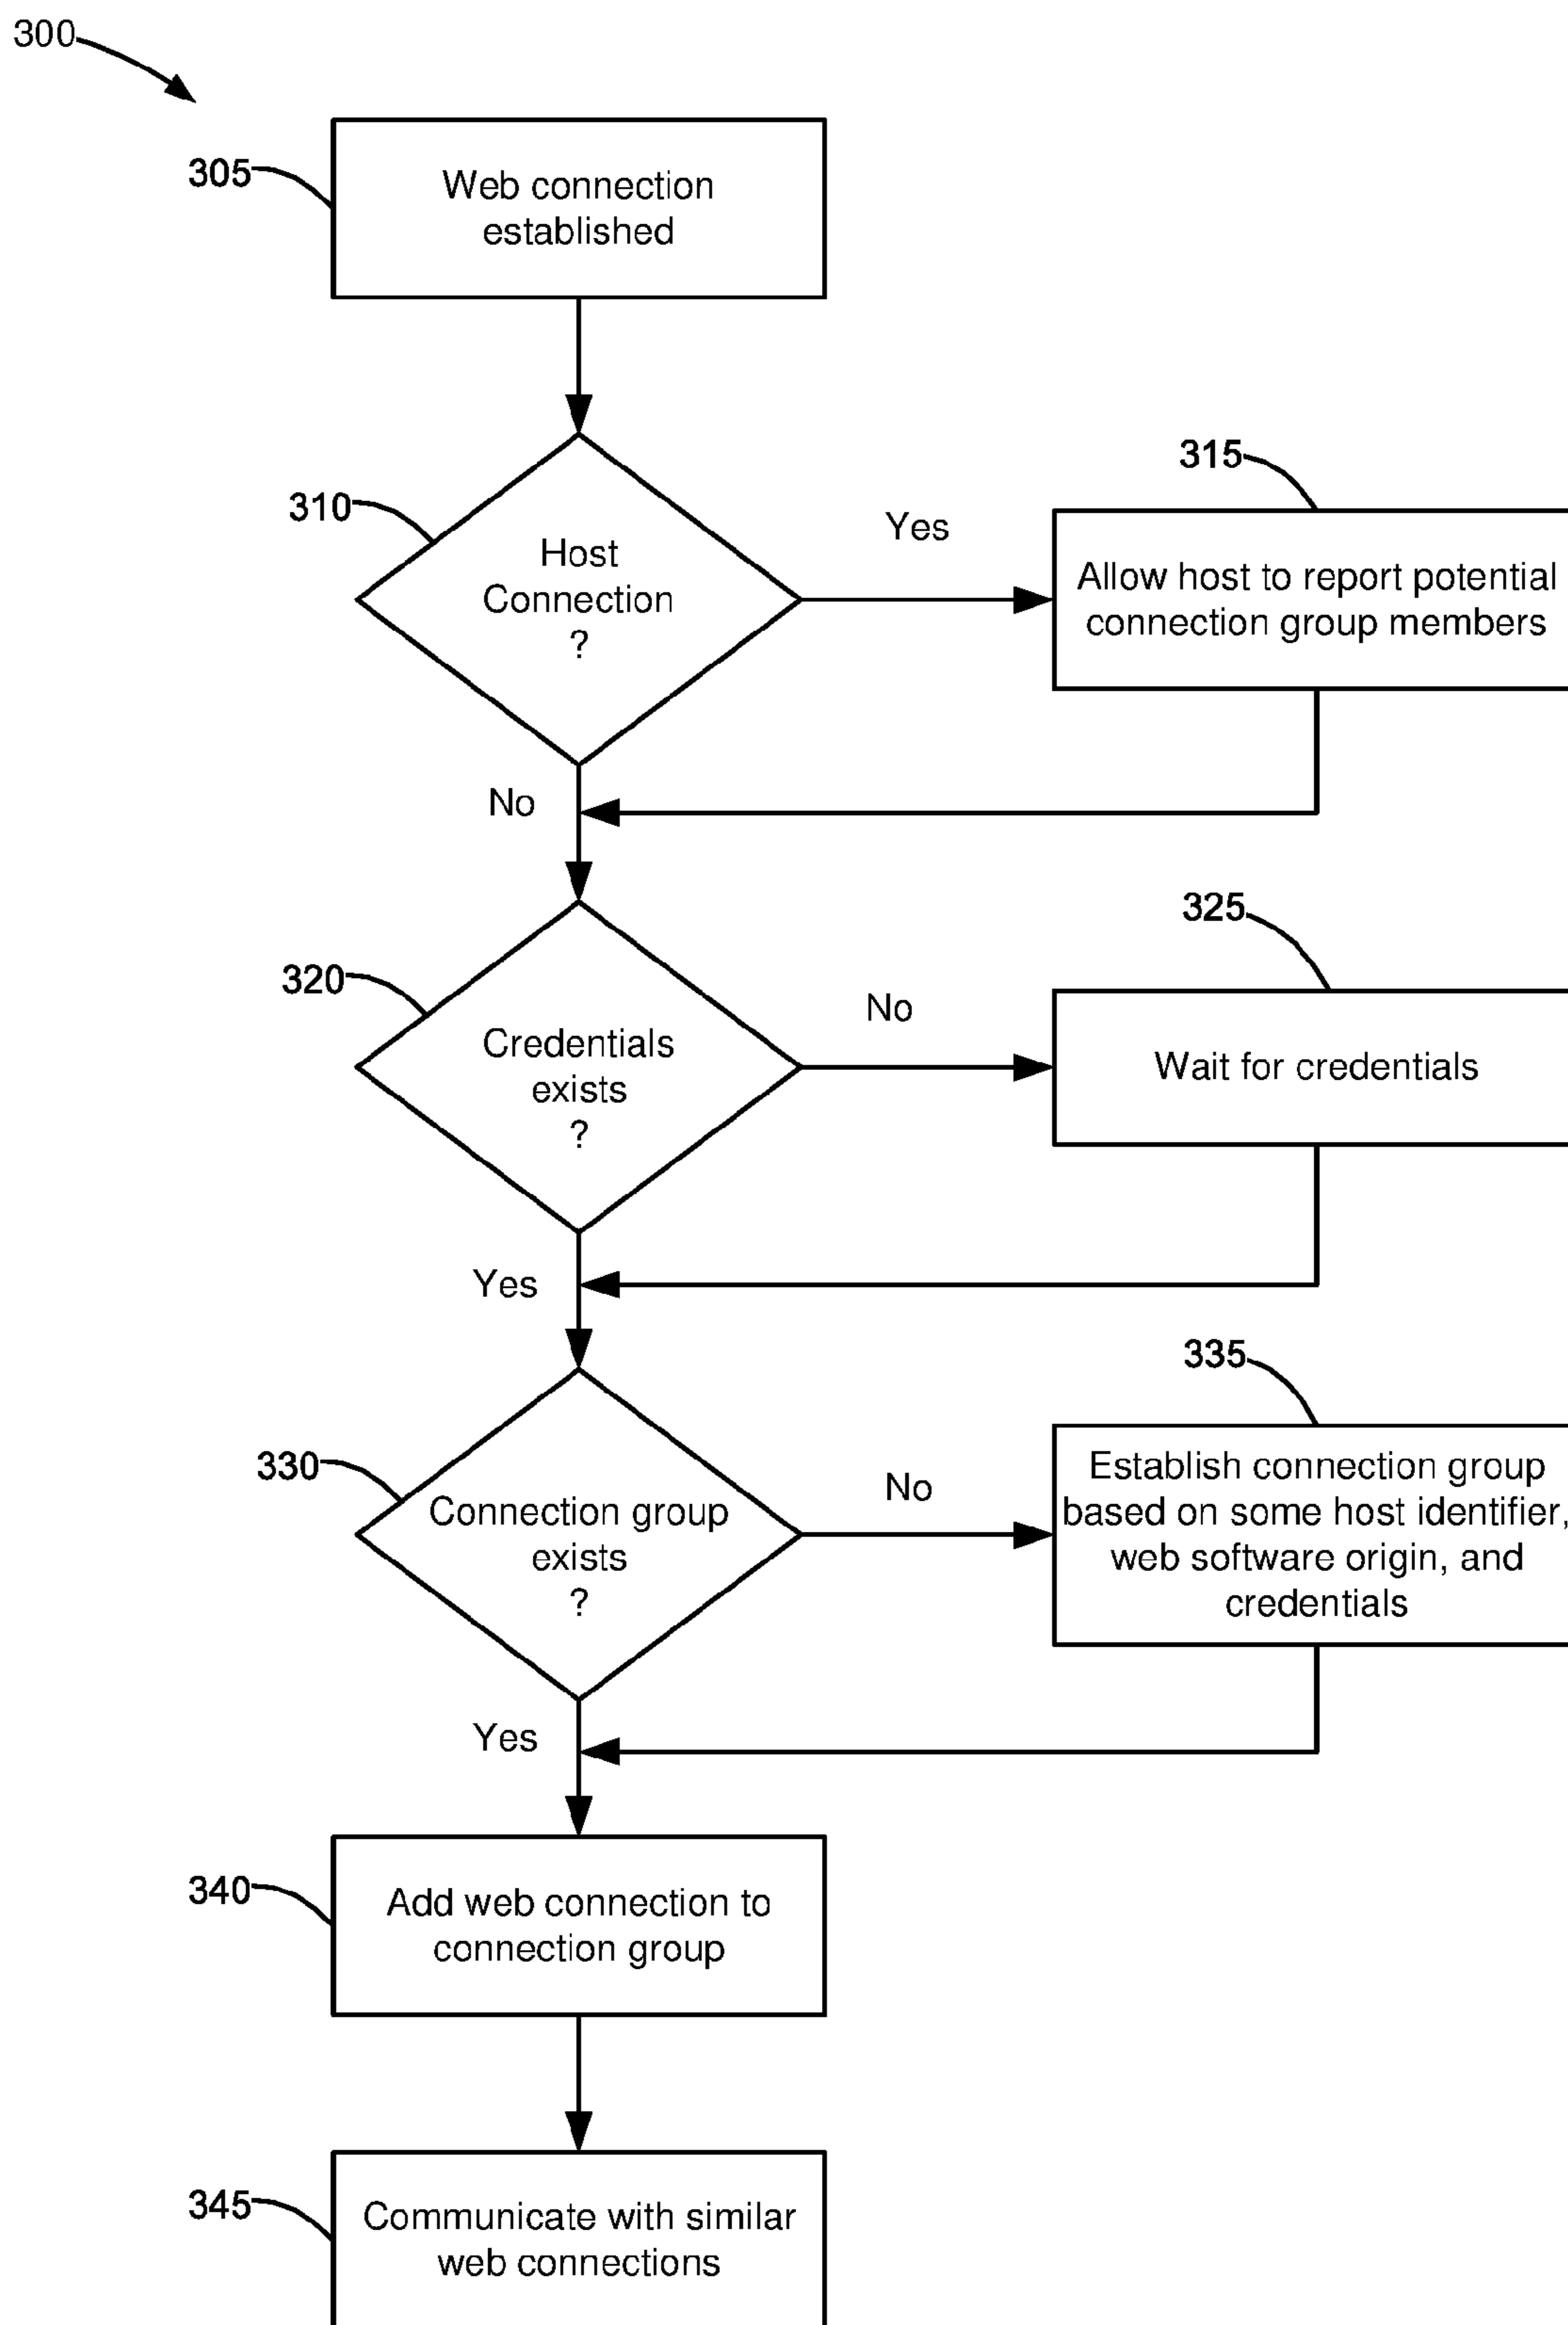 300
305
Web connection
established
310
Host
Connection
?
Yes
315
Allow host to report potential
connection group members
No
320
Credentials
exists
?
No
325
Wait for credentials
Yes
330
Connection group
exists
?
No
335
Establish connection group
based on some host identifier,
web software origin, and
credentials
Yes
340
Add web connection to
connection group
345
Communicate with similar
web connections